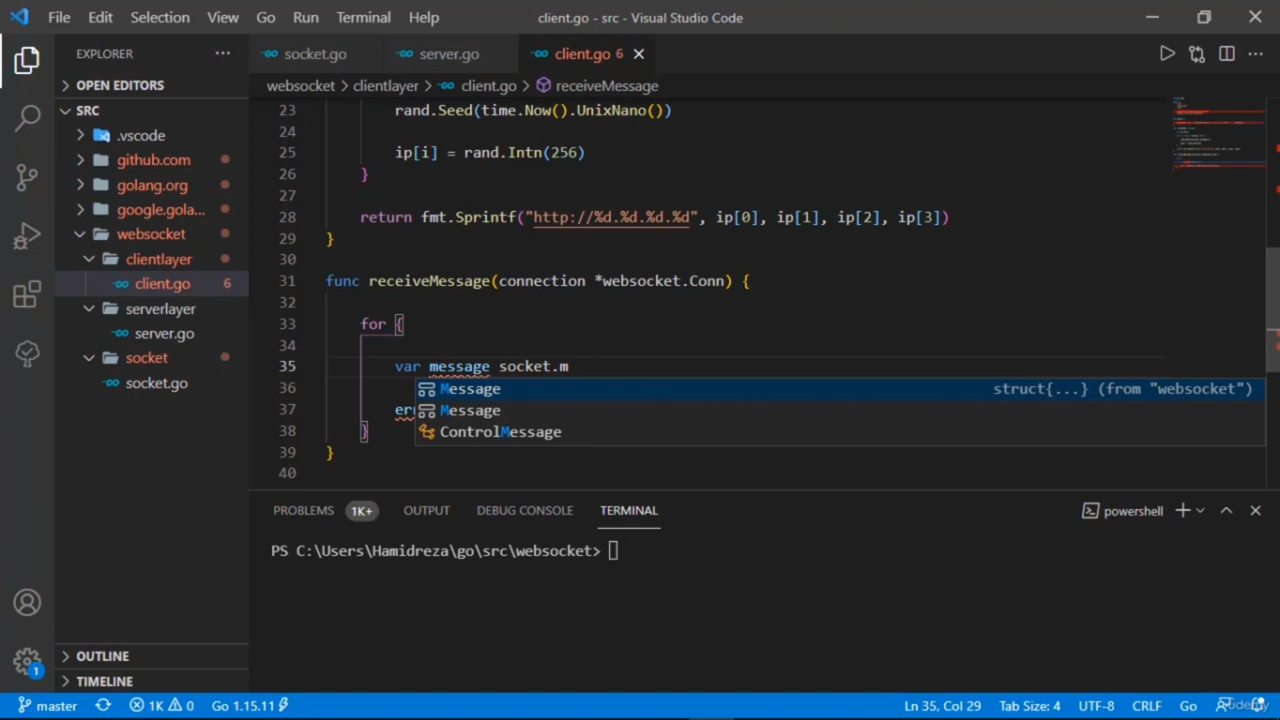 File Edit Selection View Go Run Terminal Help client.go - src - Visual Studio Code
EXPLORER ··· socket.go server.go client.go 6
OPEN EDITORS
websocket > clientlayer > client.go > receiveMessage
SRC
.vscode
github.com
golang.org
google.gola...
websocket
clientlayer
client.go 6
serverlayer
server.go
socket
socket.go
23 rand.Seed(time.Now().UnixNano())
24
25 ip[i] = rand.Intn(256)
26 }
27
28 return fmt.Sprintf("http://%d.%d.%d.%d", ip[0], ip[1], ip[2], ip[3])
29 }
30
31 func receiveMessage(connection *websocket.Conn) {
32
33 for {
34
35 var message socket.m
36 Message struct{...} (from "websocket")
Message
37 err
ControlMessage
38 }
39 }
40
PROBLEMS 1K+ OUTPUT DEBUG CONSOLE TERMINAL powershell
PS C:\Users\Hamidreza\go\src\websocket>
OUTLINE
TIMELINE
1
master 1K 0 Go 1.15.11 Ln 35, Col 29 Tab Size: 4 UTF-8 CRLF Go